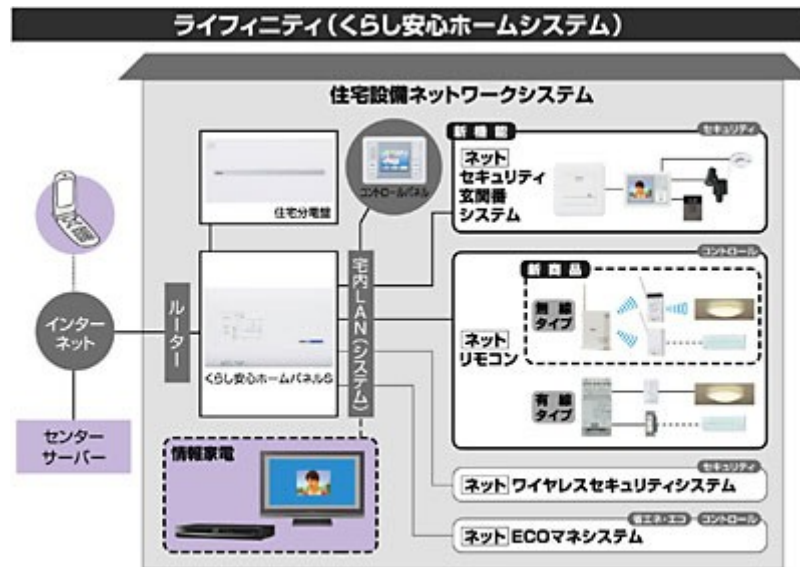 ライフィニティ(くらし安心ホームシステム)
住宅設備ネットワークシステム
住宅分電盤
コントロールパネル
新機能
セキュリティ
ネット
セキュリティ
玄関番
システム
コントロール
新商品
無線
タイプ
ネット
リモコン
有線
タイプ
インター
ネット
ルーター
くらし安心ホームパネルS
宅内LAN(システム)
センター
サーバー
情報家電
セキュリティ
ネット ワイヤレスセキュリティシステム
省エネ・エコ コントロール
ネット ECOマネシステム